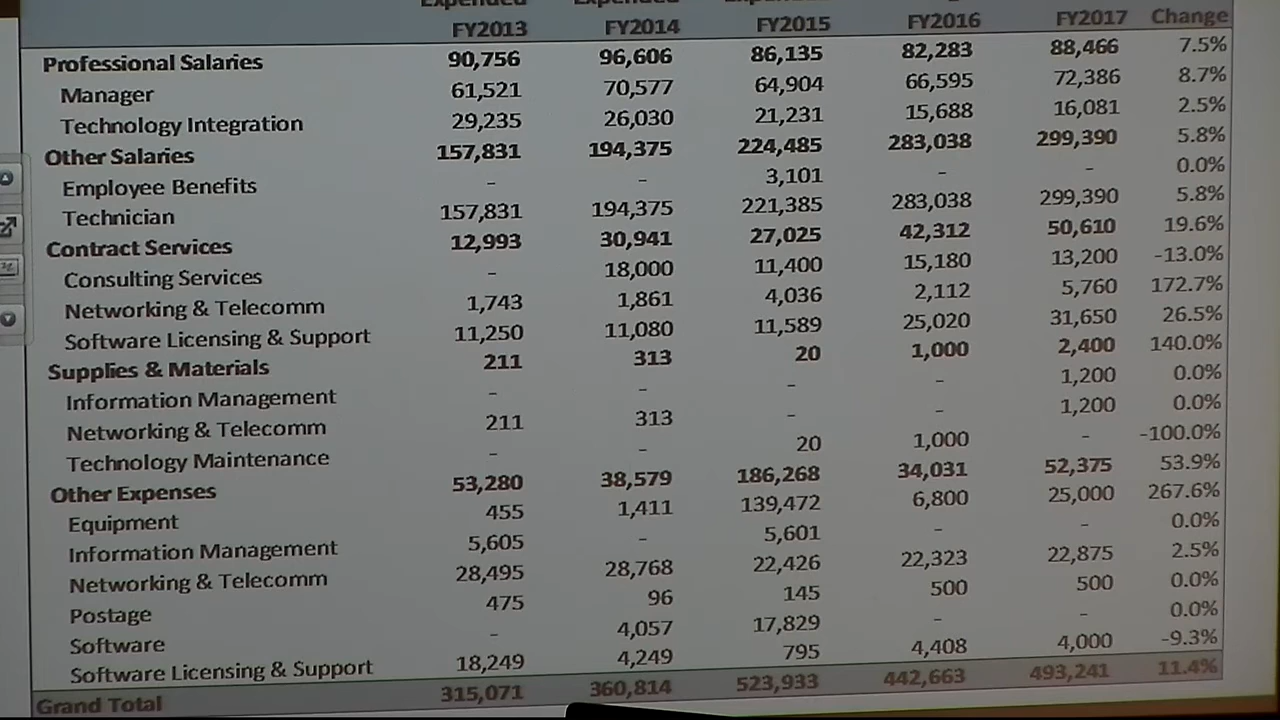 Expended Expended
FY2013 FY2014 FY2015 FY2016 FY2017 Change
Professional Salaries 90,756 96,606 86,135 82,283 88,466 7.5%
Manager 61,521 70,577 64,904 66,595 72,386 8.7%
Technology Integration 29,235 26,030 21,231 15,688 16,081 2.5%
Other Salaries 157,831 194,375 224,485 283,038 299,390 5.8%
Employee Benefits - - 3,101 - - 0.0%
Technician 157,831 194,375 221,385 283,038 299,390 5.8%
Contract Services 12,993 30,941 27,025 42,312 50,610 19.6%
Consulting Services - 18,000 11,400 15,180 13,200 -13.0%
Networking & Telecomm 1,743 1,861 4,036 2,112 5,760 172.7%
Software Licensing & Support 11,250 11,080 11,589 25,020 31,650 26.5%
Supplies & Materials 211 313 20 1,000 2,400 140.0%
Information Management - - - - 1,200 0.0%
Networking & Telecomm 211 313 - - 1,200 0.0%
Technology Maintenance - - 20 1,000 - -100.0%
Other Expenses 53,280 38,579 186,268 34,031 52,375 53.9%
Equipment 455 1,411 139,472 6,800 25,000 267.6%
Information Management 5,605 - 5,601 - - 0.0%
Networking & Telecomm 28,495 28,768 22,426 22,323 22,875 2.5%
Postage 475 96 145 500 500 0.0%
Software - 4,057 17,829 - - 0.0%
Software Licensing & Support 18,249 4,249 795 4,408 4,000 -9.3%
Grand Total 315,071 360,814 523,933 442,663 493,241 11.4%